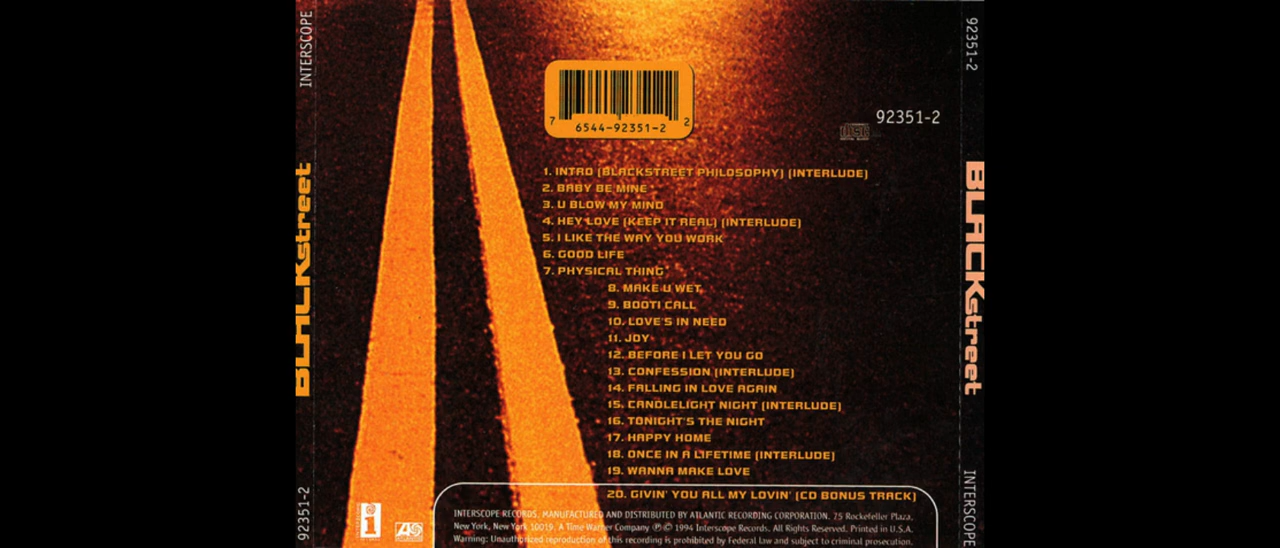 INTERSCOPE
92351-2
7 6544-92351-2 2
92351-2
1. INTRO (BLACKSTREET PHILOSOPHY) (INTERLUDE)
2. BABY BE MINE
3. U BLOW MY MIND
4. HEY LOVE (KEEP IT REAL) (INTERLUDE)
5. I LIKE THE WAY YOU WORK
6. GOOD LIFE
7. PHYSICAL THING
8. MAKE U WET
9. BOOTI CALL
10. LOVE'S IN NEED
11. JOY
12. BEFORE I LET YOU GO
13. CONFESSION (INTERLUDE)
14. FALLING IN LOVE AGAIN
15. CANDLELIGHT NIGHT (INTERLUDE)
16. TONIGHT'S THE NIGHT
17. HAPPY HOME
18. ONCE IN A LIFETIME (INTERLUDE)
19. WANNA MAKE LOVE
20. GIVIN' YOU ALL MY LOVIN' (CD BONUS TRACK)
INTERSCOPE RECORDS. MANUFACTURED AND DISTRIBUTED BY ATLANTIC RECORDING CORPORATION, 75 Rockefeller Plaza,
New York, New York 10019. A Time Warner Company ℗© 1994 Interscope Records. All Rights Reserved. Printed in U.S.A.
Warning: Unauthorized reproduction of this recording is prohibited by Federal law and subject to criminal prosecution.
BLACKstreet
BLACKstreet
92351-2
INTERSCOPE